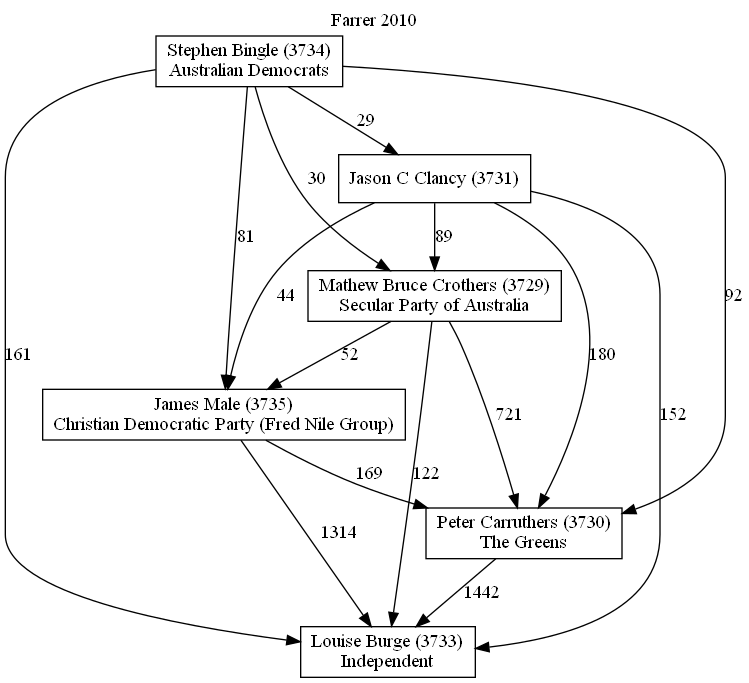 Farrer 2010
Stephen Bingle (3734)
Australian Democrats
29
Jason C Clancy (3731)
30
81
89
44
92
Mathew Bruce Crothers (3729)
Secular Party of Australia
161
52
180
James Male (3735)
Christian Democratic Party (Fred Nile Group)
721
152
169
122
Peter Carruthers (3730)
The Greens
1314
1442
Louise Burge (3733)
Independent